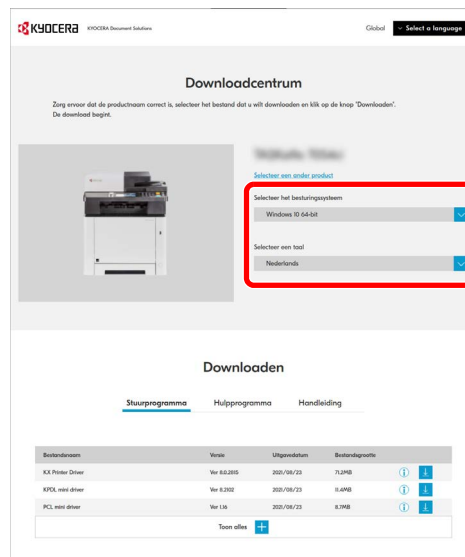 KYOCERA
KYOCERA Document Solutions
Global
Select a language
Downloadcentrum
Zorg ervoor dat de productnaam correct is, selecteer het bestand dat u wilt downloaden en klik op de knop "Downloaden".
De download begint.
Selecteer een ander product
Selecteer het besturingssysteem
Windows 10 64-bit
Selecteer een taal
Nederlands
Downloaden
Stuurprogramma Hulpprogramma Handleiding
Bestandsnaam Versie Uitgavedatum Bestandsgrootte
KX Printer Driver Ver 8.0.2815 2021/08/23 71.2MB
KPDL mini driver Ver 8.2102 2021/08/23 11.4MB
PCL mini driver Ver 1.16 2021/08/23 8.7MB
Toon alles